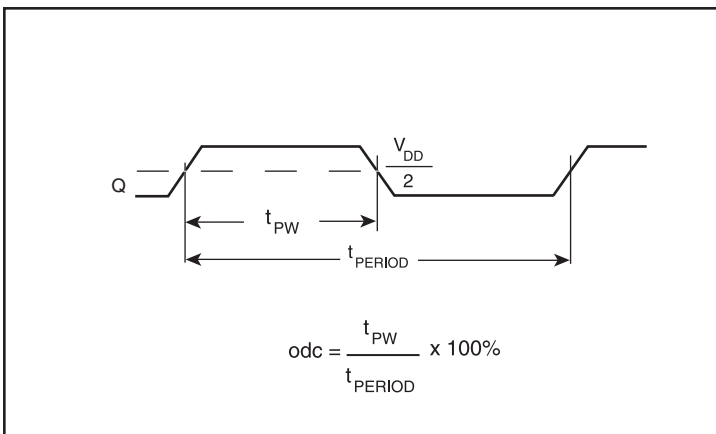 V_DD
2
Q
t_PW
t_PERIOD
odc = t_PW / t_PERIOD x 100%